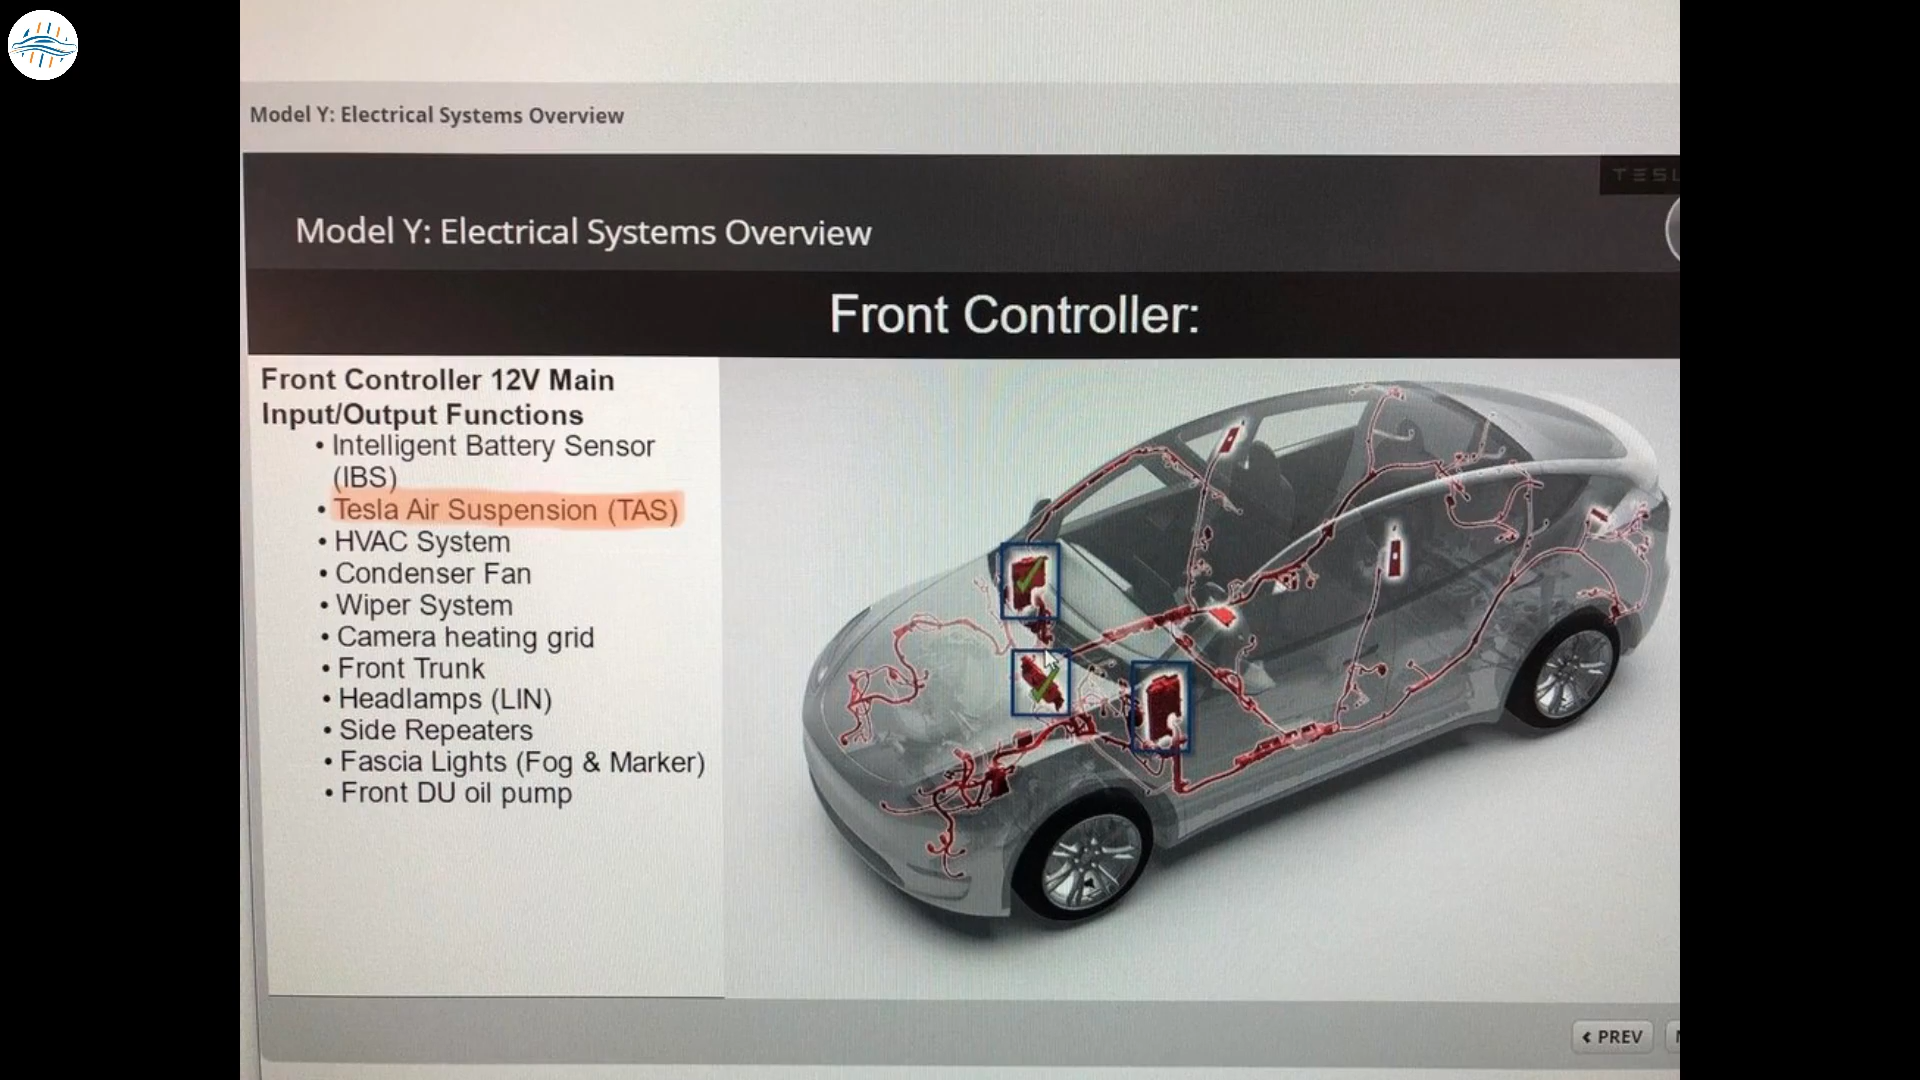 Model Y: Electrical Systems Overview
TESL
Model Y: Electrical Systems Overview
Front Controller:
Front Controller 12V Main
Input/Output Functions
• Intelligent Battery Sensor
(IBS)
• Tesla Air Suspension (TAS)
• HVAC System
• Condenser Fan
• Wiper System
• Camera heating grid
• Front Trunk
• Headlamps (LIN)
• Side Repeaters
• Fascia Lights (Fog & Marker)
• Front DU oil pump
PREV